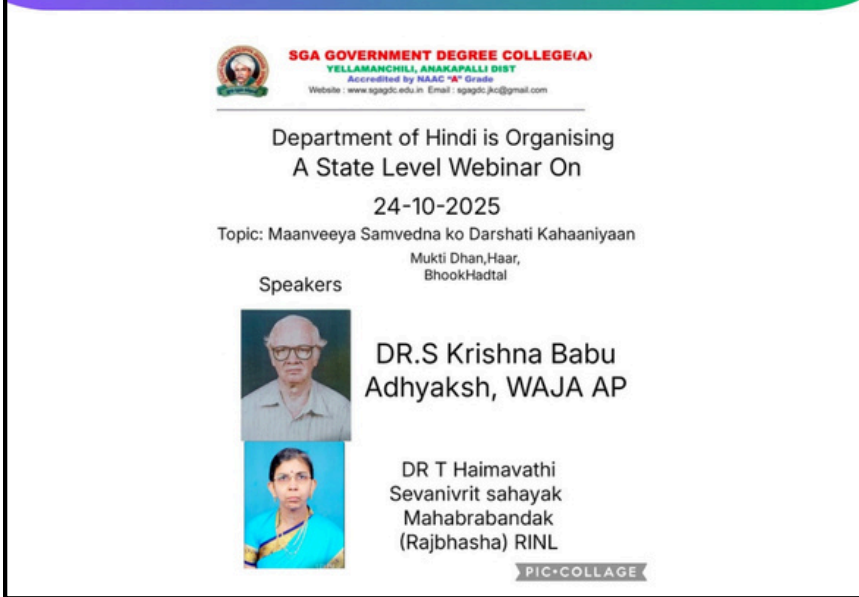 SGA GOVERNMENT DEGREE COLLEGE(A)
YELLAMANCHILI, ANAKAPALLI DIST
Accredited by NAAC "A" Grade
Website : www.sgagdc.edu.in Email : sgagdc.jkc@gmail.com
Department of Hindi is Organising
A State Level Webinar On
24-10-2025
Topic: Maanveeya Samvedna ko Darshati Kahaaniyaan
Mukti Dhan,Haar,
BhookHadtal
Speakers
DR.S Krishna Babu
Adhyaksh, WAJA AP
DR T Haimavathi
Sevanivrit sahayak
Mahabrabandak
(Rajbhasha) RINL
PIC•COLLAGE